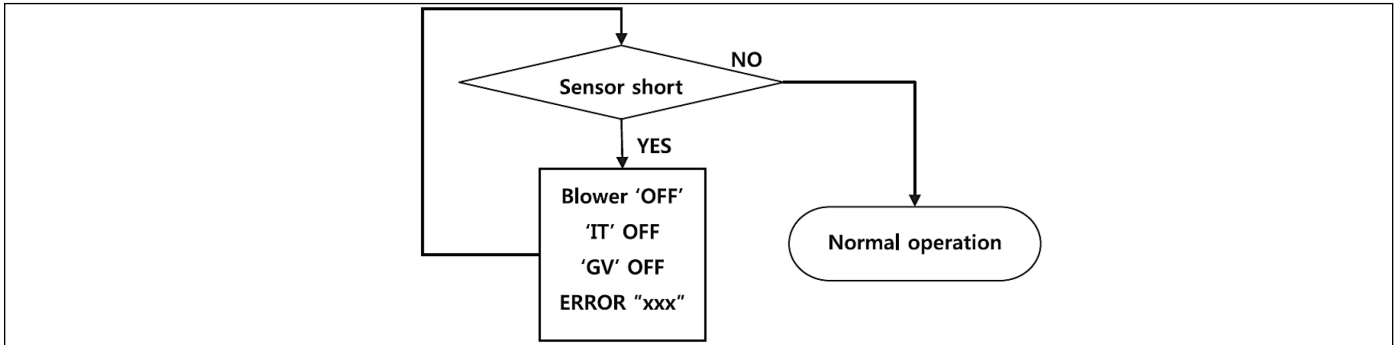 NO
Sensor short
YES
Blower ‘OFF’
‘IT’ OFF
‘GV’ OFF
ERROR "xxx"
Normal operation